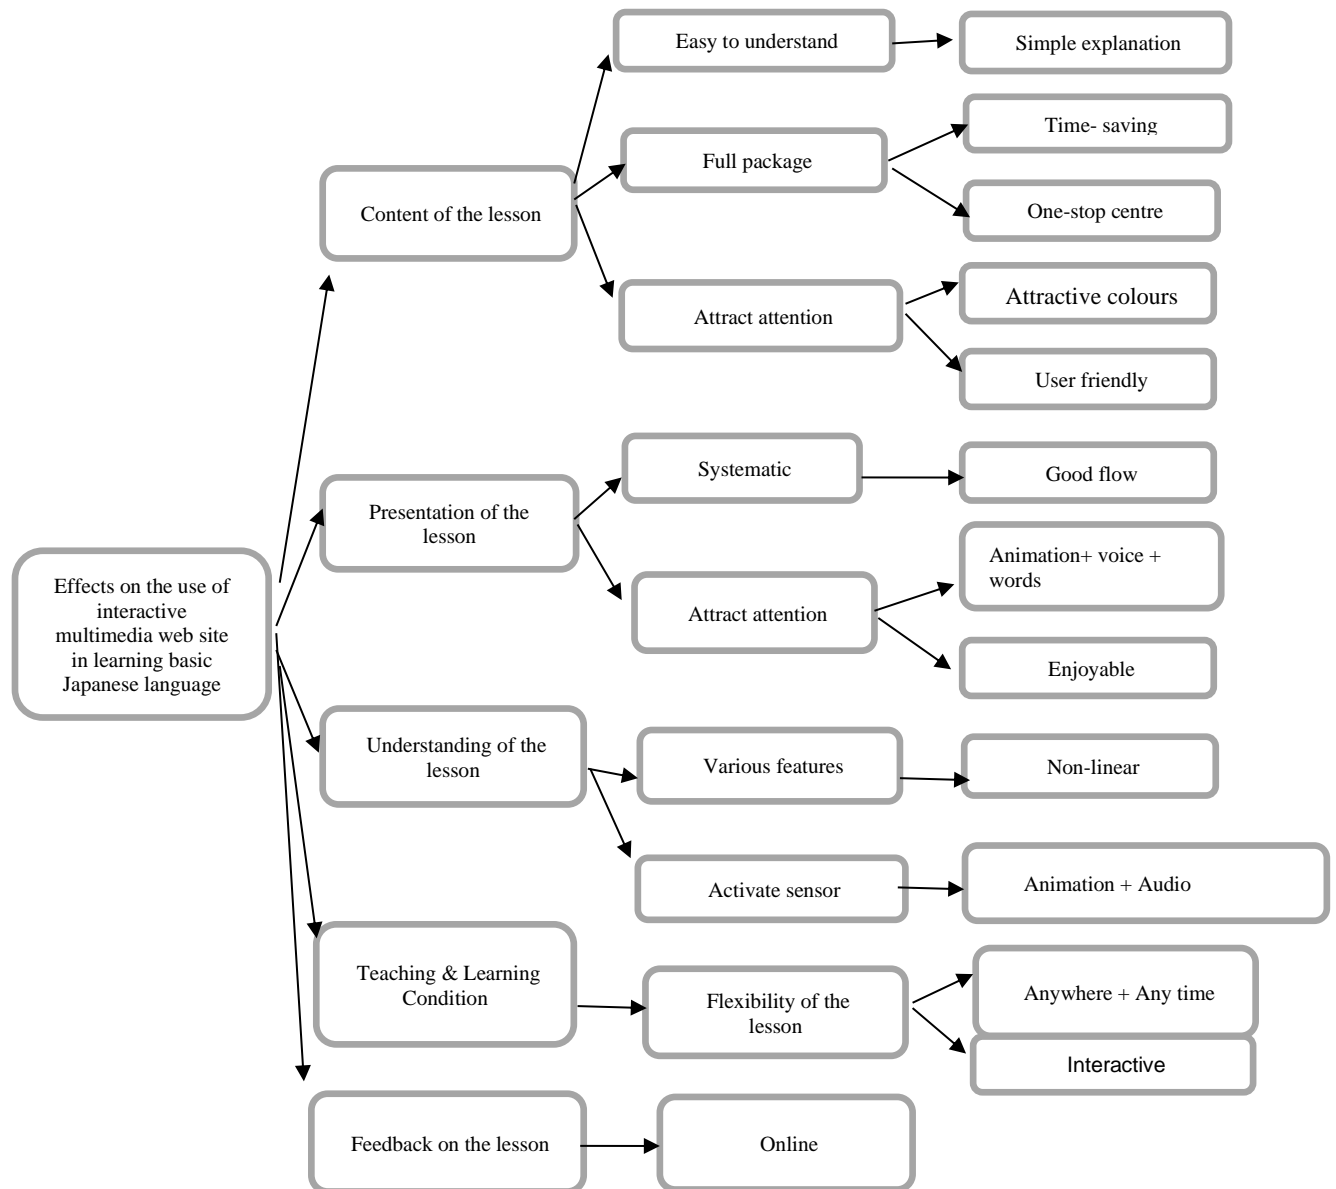 Easy to understand
Simple explanation
Time- saving
Full package
One-stop centre
Content of the lesson
Attractive colours
Attract attention
User friendly
Systematic
Good flow
Presentation of the
lesson
Animation+ voice +
words
Attract attention
Enjoyable
Effects on the use of
interactive
multimedia web site
in learning basic
Japanese language
Understanding of the
lesson
Various features
Non-linear
Activate sensor
Animation + Audio
Teaching & Learning
Condition
Flexibility of the
lesson
Anywhere + Any time
Interactive
Feedback on the lesson
Online